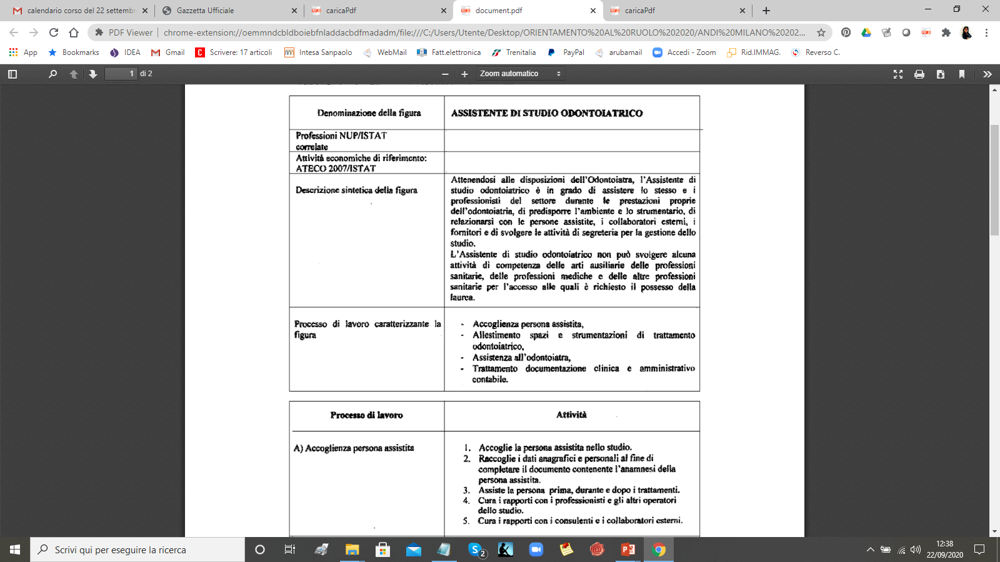 calendario corso del 22 settembr
Gazzetta Ufficiale
caricaPdf
document.pdf
caricaPdf
PDF Viewer
chrome-extension://oemmndcbldboiebfnladdacbdfmadadm/file:///C:/Users/Utente/Desktop/ORIENTAMENTO%20AL%20RUOLO%202020/ANDI%20MILANO%20202...
App
Bookmarks
IDEA
Gmail
Scrivere: 17 articoli
Intesa Sanpaolo
WebMail
Fatt.elettronica
Trenitalia
PayPal
arubamail
Accedi - Zoom
Rid.IMMAG.
Reverso C.
1 di 2
Zoom automatico
Denominazione della figura
ASSISTENTE DI STUDIO ODONTOIATRICO
Professioni NUP/ISTAT
correlate
Attività economiche di riferimento:
ATECO 2007/ISTAT
Descrizione sintetica della figura
Attenendosi alle disposizioni dell'Odontoiatra, l'Assistente di
studio odontoiatrico è in grado di assistere lo stesso e i
professionisti del settore durante le prestazioni proprie
dell'odontoiatria, di predisporre l'ambiente e lo strumentario, di
relazionarsi con le persone assistite, i collaboratori esterni, i
fornitori e di svolgere le attività di segreteria per la gestione dello
studio.
L'Assistente di studio odontoiatrico non può svolgere alcuna
attività di competenza delle arti ausiliarie delle professioni
sanitarie, delle professioni mediche e delle altre professioni
sanitarie per l'accesso alle quali è richiesto il possesso della
laurea.
Processo di lavoro caratterizzante la
figura
- Accoglienza persona assistita,
- Allestimento spazi e strumentazioni di trattamento
odontoiatrico,
- Assistenza all'odontoiatra,
- Trattamento documentazione clinica e amministrativo
contabile.
Processo di lavoro
Attività
A) Accoglienza persona assistita
1. Accoglie la persona assistita nello studio.
2. Raccoglie i dati anagrafici e personali al fine di
completare il documento contenente l'anamnesi della
persona assistita.
3. Assiste la persona prima, durante e dopo i trattamenti.
4. Cura i rapporti con i professionisti e gli altri operatori
dello studio.
5. Cura i rapporti con i consulenti e i collaboratori esterni.
Scrivi qui per eseguire la ricerca
2
12:38
22/09/2020